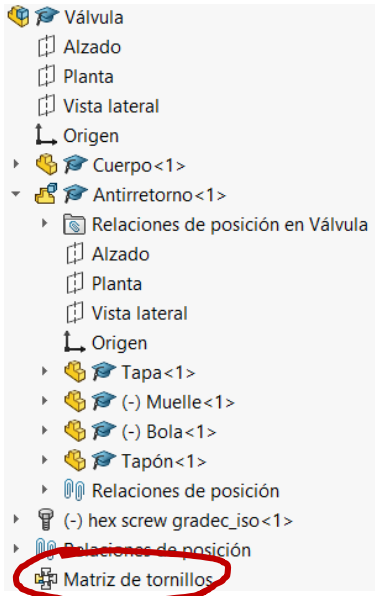 Válvula
Alzado
Planta
Vista lateral
Origen
Cuerpo<1>
Antirretorno<1>
Relaciones de posición en Válvula
Alzado
Planta
Vista lateral
Origen
Tapa<1>
(-) Muelle<1>
(-) Bola<1>
Tapón<1>
Relaciones de posición
(-) hex screw gradec_iso<1>
Relaciones de posición
Matriz de tornillos